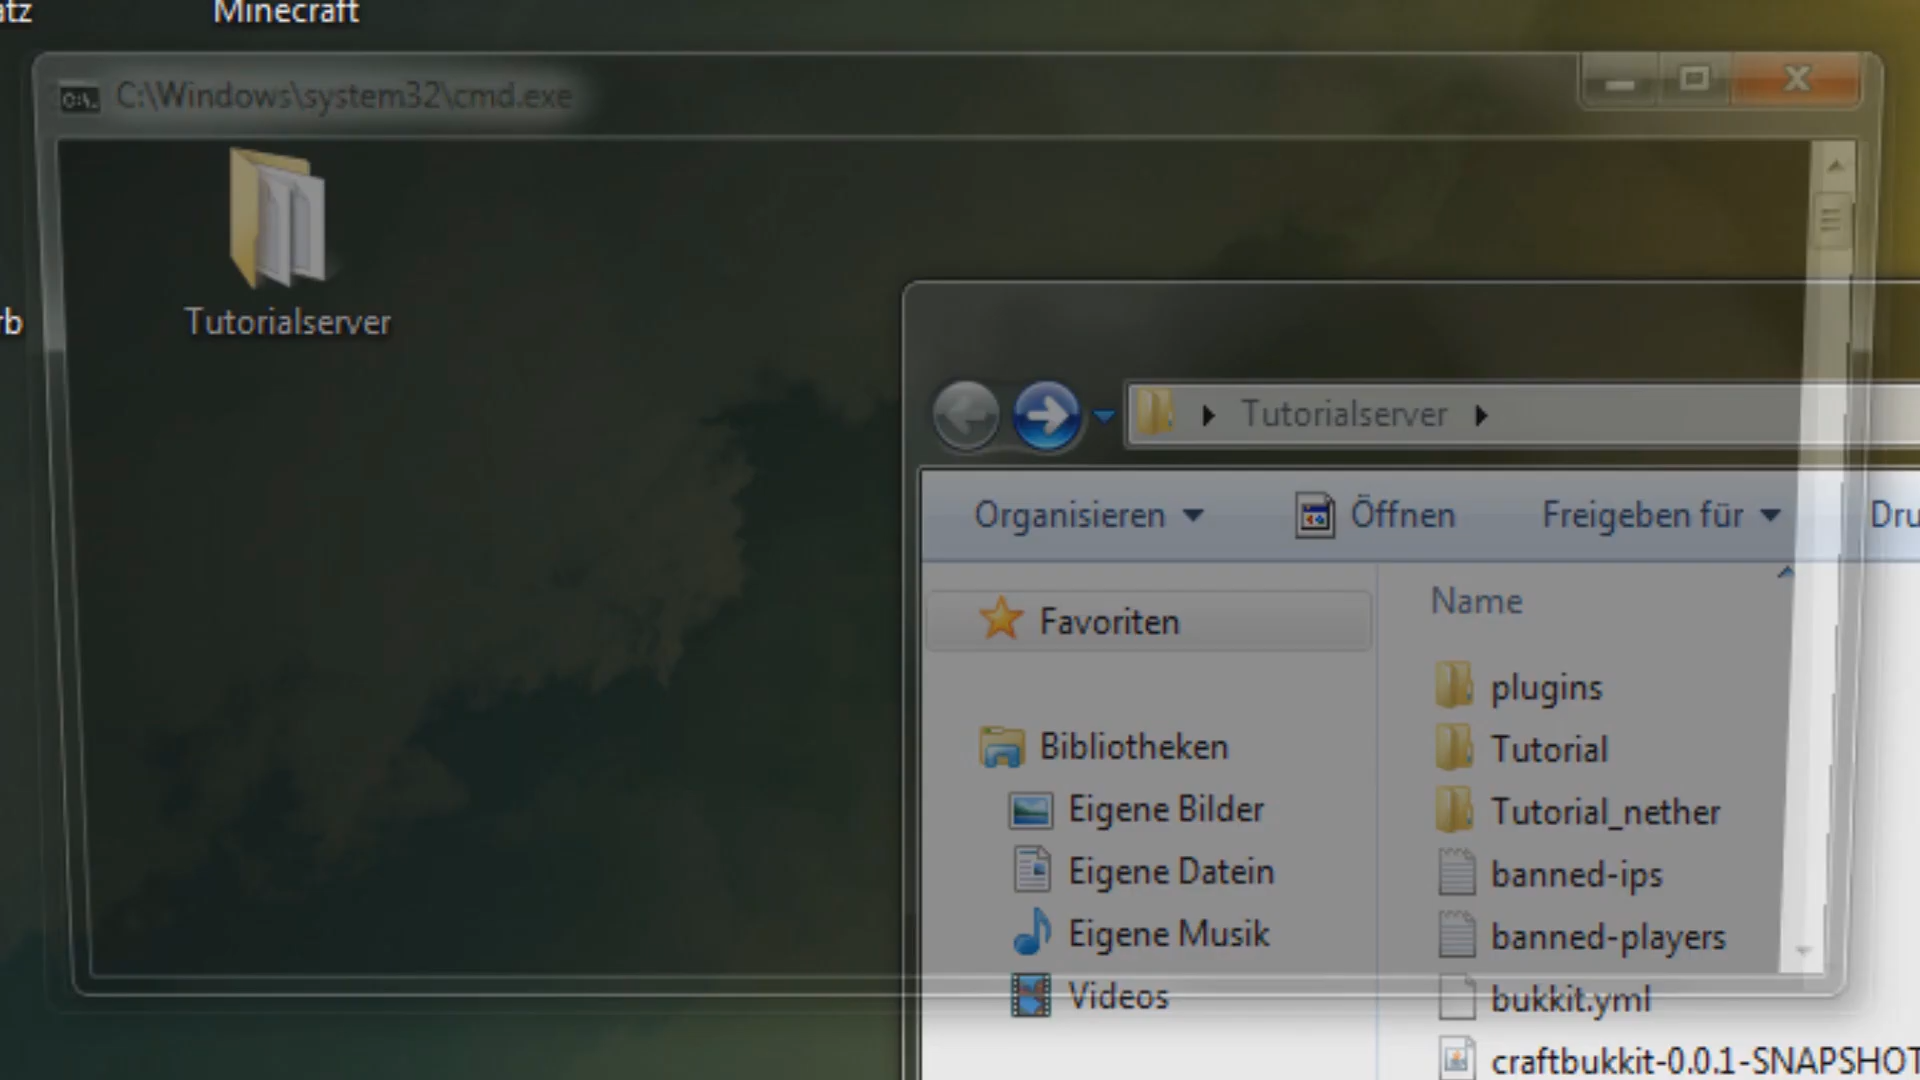 Minecraft
C:\Windows\system32\cmd.exe
Tutorialserver
Tutorialserver
Organisieren
Öffnen
Freigeben für
Favoriten
Name
plugins
Bibliotheken
Tutorial
Eigene Bilder
Tutorial_nether
Eigene Datein
banned-ips
Eigene Musik
banned-players
Videos
bukkit.yml
craftbukkit-0.0.1-SNAPSHOT